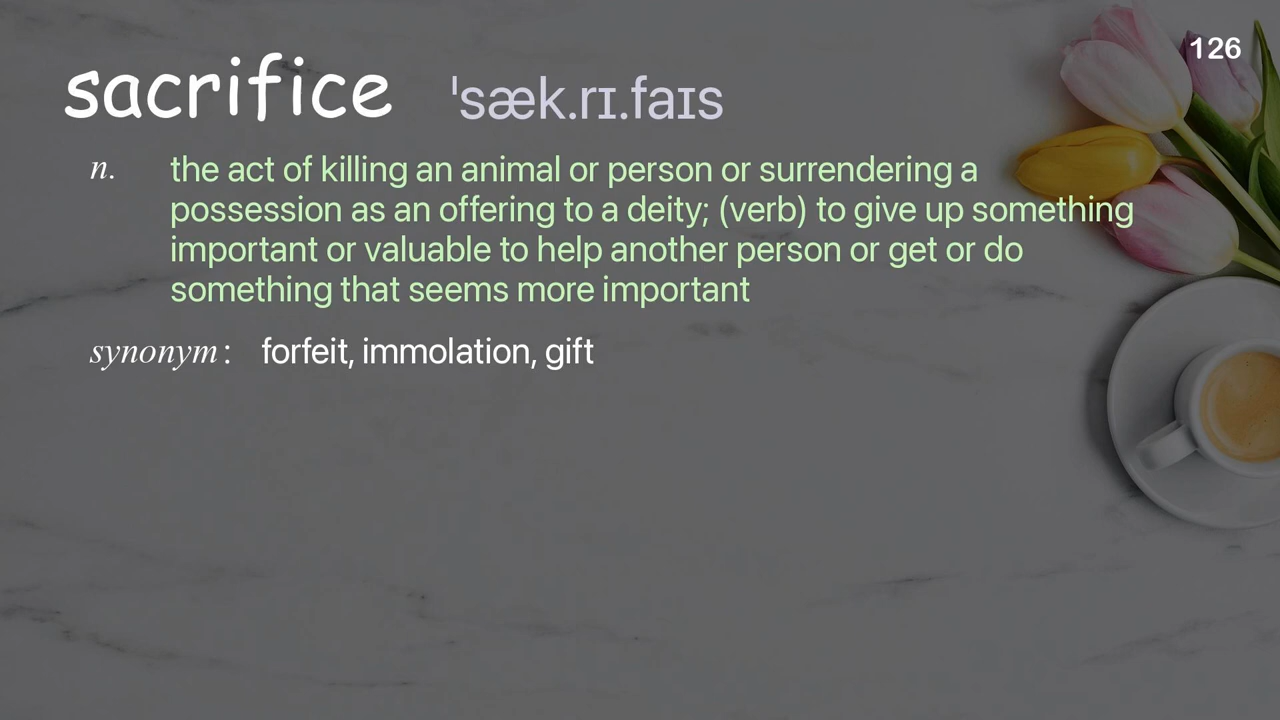 126
sacrifice ˈsæk.rɪ.faɪs
n. the act of killing an animal or person or surrendering a
possession as an offering to a deity; (verb) to give up something
important or valuable to help another person or get or do
something that seems more important
synonym: forfeit, immolation, gift